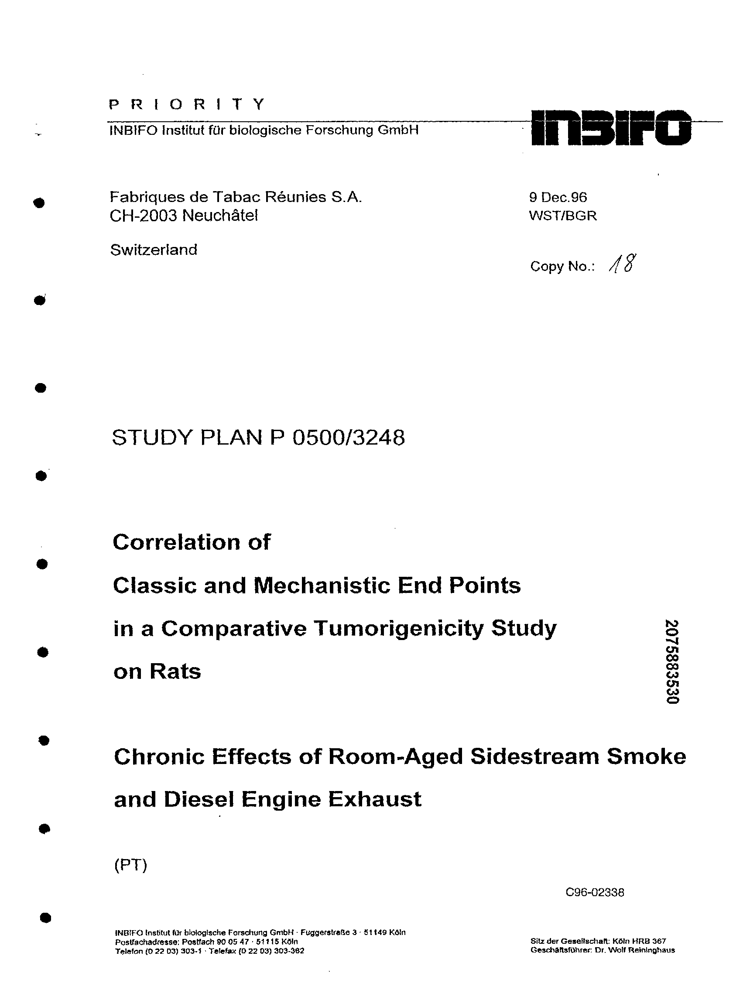 P R I O R I T Y
INBIFO Institut für biologische Forschung GmbH
INBIFO
Fabriques de Tabac Réunies S.A.
CH-2003 Neuchâtel
Switzerland
9 Dec.96
WST/BGR
Copy No.: 18
STUDY PLAN P 0500/3248
Correlation of
Classic and Mechanistic End Points
in a Comparative Tumorigenicity Study
on Rats
2075883530
Chronic Effects of Room-Aged Sidestream Smoke
and Diesel Engine Exhaust
(PT)
C96-02338
INBIFO Institut für biologische Forschung GmbH · Fuggerstraße 3 · 51149 Köln
Postfachadresse: Postfach 90 05 47 · 51115 Köln
Telefon (0 22 03) 303-1 · Telefax (0 22 03) 303-362
Sitz der Gesellschaft: Köln HRB 367
Geschäftsführer: Dr. Wolf Reininghaus